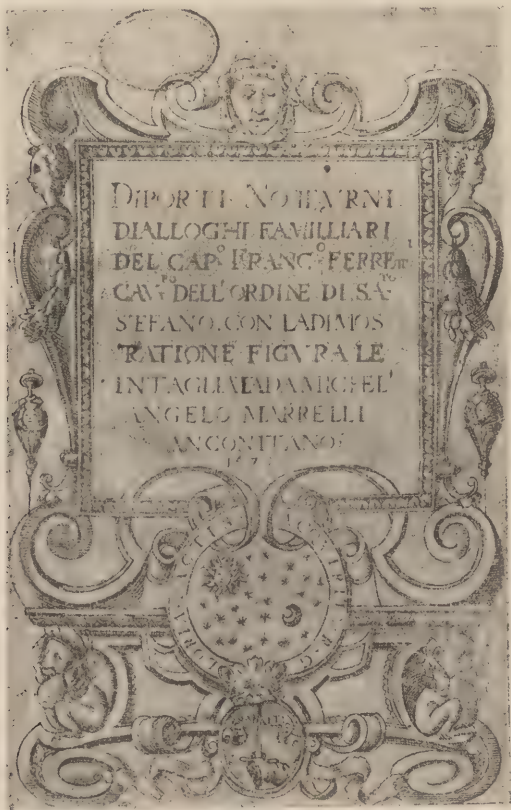 DIPORTI NOTTVRNI
DIALLOGHI FAMILLIARI
DEL CAP.º FRANC.º FERRETTI
CAV.ro DELL'ORDINE DI SA.TO
STEFANO. CON LA DIMOS
TRATIONE FIGVRALE
INTAGLIATA DA MICHEL'
ANGELO MARRELLI
ANCONITANO